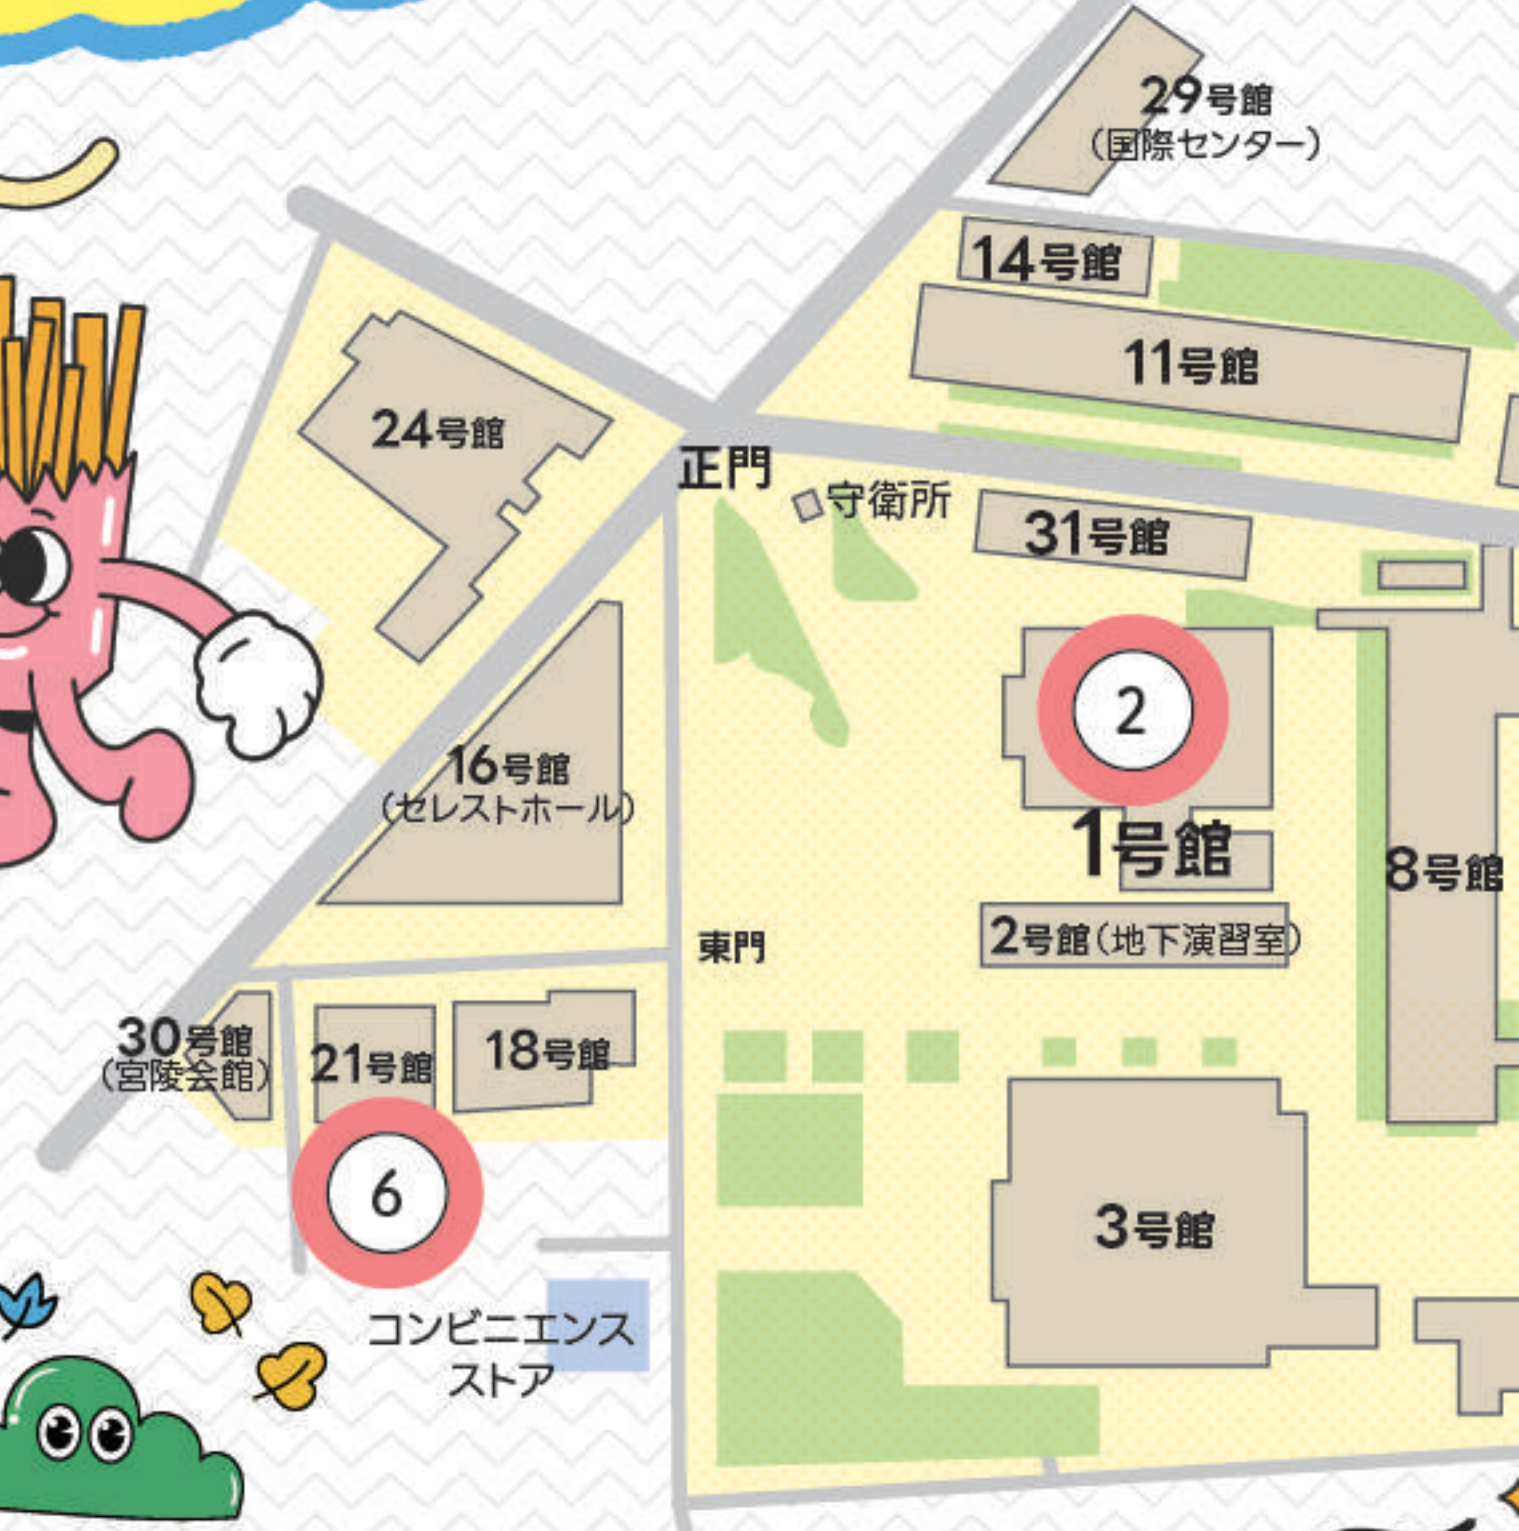 29号館
（国際センター）
14号館
11号館
24号館
正門
守衛所
31号館
2
16号館
（セレストホール）
1号館
8号館
2号館（地下演習室）
東門
30号館
（宮陵会館）
21号館
18号館
6
3号館
コンビニエンス
ストア